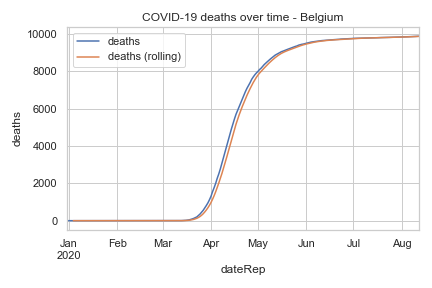 COVID-19 deaths over time - Belgium
deaths
deaths (rolling)
10000
8000
6000
4000
2000
0
deaths
Jan Feb Mar Apr May Jun Jul Aug
2020
dateRep